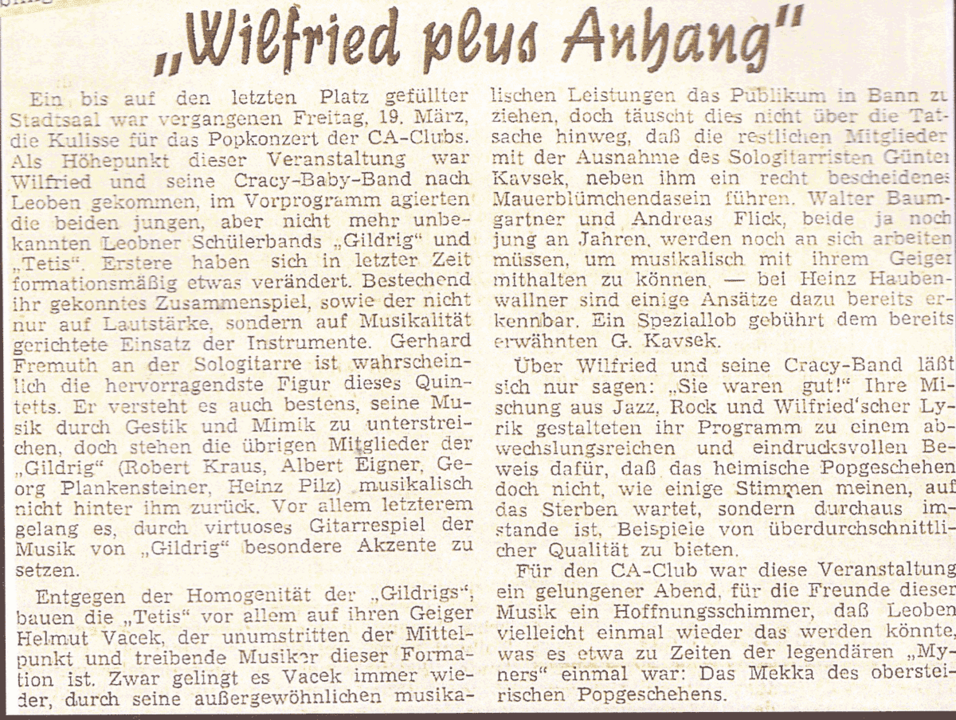 „Wilfried plus Anhang"
Ein bis auf den letzten Platz gefüllter
Stadtsaal war vergangenen Freitag, 19. März,
die Kulisse für das Popkonzert der CA-Clubs.
Als Höhepunkt dieser Veranstaltung war
Wilfried und seine Cracy-Baby-Band nach
Leoben gekommen, im Vorprogramm agierten
die beiden jungen, aber nicht mehr unbe-
kannten Leobner Schülerbands „Gildrig" und
„Tetis". Erstere haben sich in letzter Zeit
formationsmäßig etwas verändert. Bestechend
ihr gekonntes Zusammenspiel, sowie der nicht
nur auf Lautstärke, sondern auf Musikalität
gerichtete Einsatz der Instrumente. Gerhard
Fremuth an der Sologitarre ist wahrschein-
lich die hervorragendste Figur dieses Quin-
tetts. Er versteht es auch bestens, seine Mu-
sik durch Gestik und Mimik zu unterstrei-
chen, doch stehen die übrigen Mitglieder der
„Gildrig" (Robert Kraus, Albert Eigner, Ge-
org Plankensteiner, Heinz Pilz) musikalisch
nicht hinter ihm zurück. Vor allem letzterem
gelang es, durch virtuoses Gitarrespiel der
Musik von „Gildrig" besondere Akzente zu
setzen.
Entgegen der Homogenität der „Gildrigs",
bauen die „Tetis" vor allem auf ihren Geiger
Helmut Vacek, der unumstritten der Mittel-
punkt und treibende Musiker dieser Forma-
tion ist. Zwar gelingt es Vacek immer wie-
der, durch seine außergewöhnlichen musika-
lischen Leistungen das Publikum in Bann zu
ziehen, doch täuscht dies nicht über die Tat-
sache hinweg, daß die restlichen Mitglieder
mit der Ausnahme des Sologitarristen Günter
Kavsek, neben ihm ein recht bescheidenes
Mauerblümchendasein führen. Walter Baum-
gartner und Andreas Flick, beide ja noch
jung an Jahren, werden noch an sich arbeiten
müssen, um musikalisch mit ihrem Geiger
mithalten zu können, — bei Heinz Hauben-
wallner sind einige Ansätze dazu bereits er-
kennbar. Ein Speziallob gebührt dem bereits
erwähnten G. Kavsek.
Über Wilfried und seine Cracy-Band läßt
sich nur sagen: „Sie waren gut!" Ihre Mi-
schung aus Jazz, Rock und Wilfried'scher Ly-
rik gestalteten ihr Programm zu einem ab-
wechslungsreichen und eindrucksvollen Be-
weis dafür, daß das heimische Popgeschehen
doch nicht, wie einige Stimmen meinen, auf
das Sterben wartet, sondern durchaus im-
stande ist, Beispiele von überdurchschnittli-
cher Qualität zu bieten.
Für den CA-Club war diese Veranstaltung
ein gelungener Abend, für die Freunde dieser
Musik ein Hoffnungsschimmer, daß Leoben
vielleicht einmal wieder das werden könnte,
was es etwa zu Zeiten der legendären „My-
ners" einmal war: Das Mekka des oberstei-
rischen Popgeschehens.